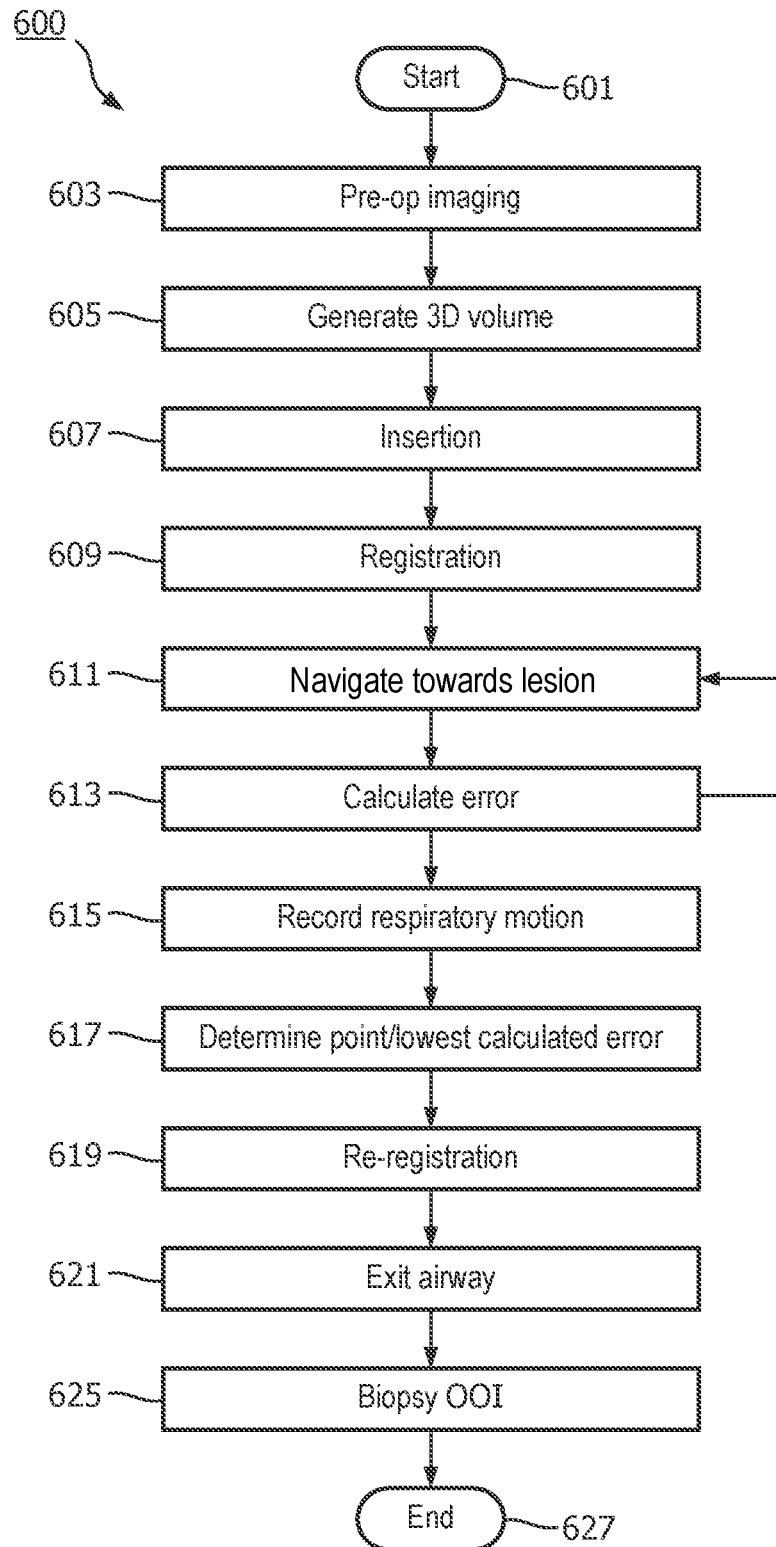 600
Start
601
603
Pre-op imaging
605
Generate 3D volume
607
Insertion
609
Registration
611
Navigate towards lesion
613
Calculate error
615
Record respiratory motion
617
Determine point/lowest calculated error
619
Re-registration
621
Exit airway
625
Biopsy OOI
End
627